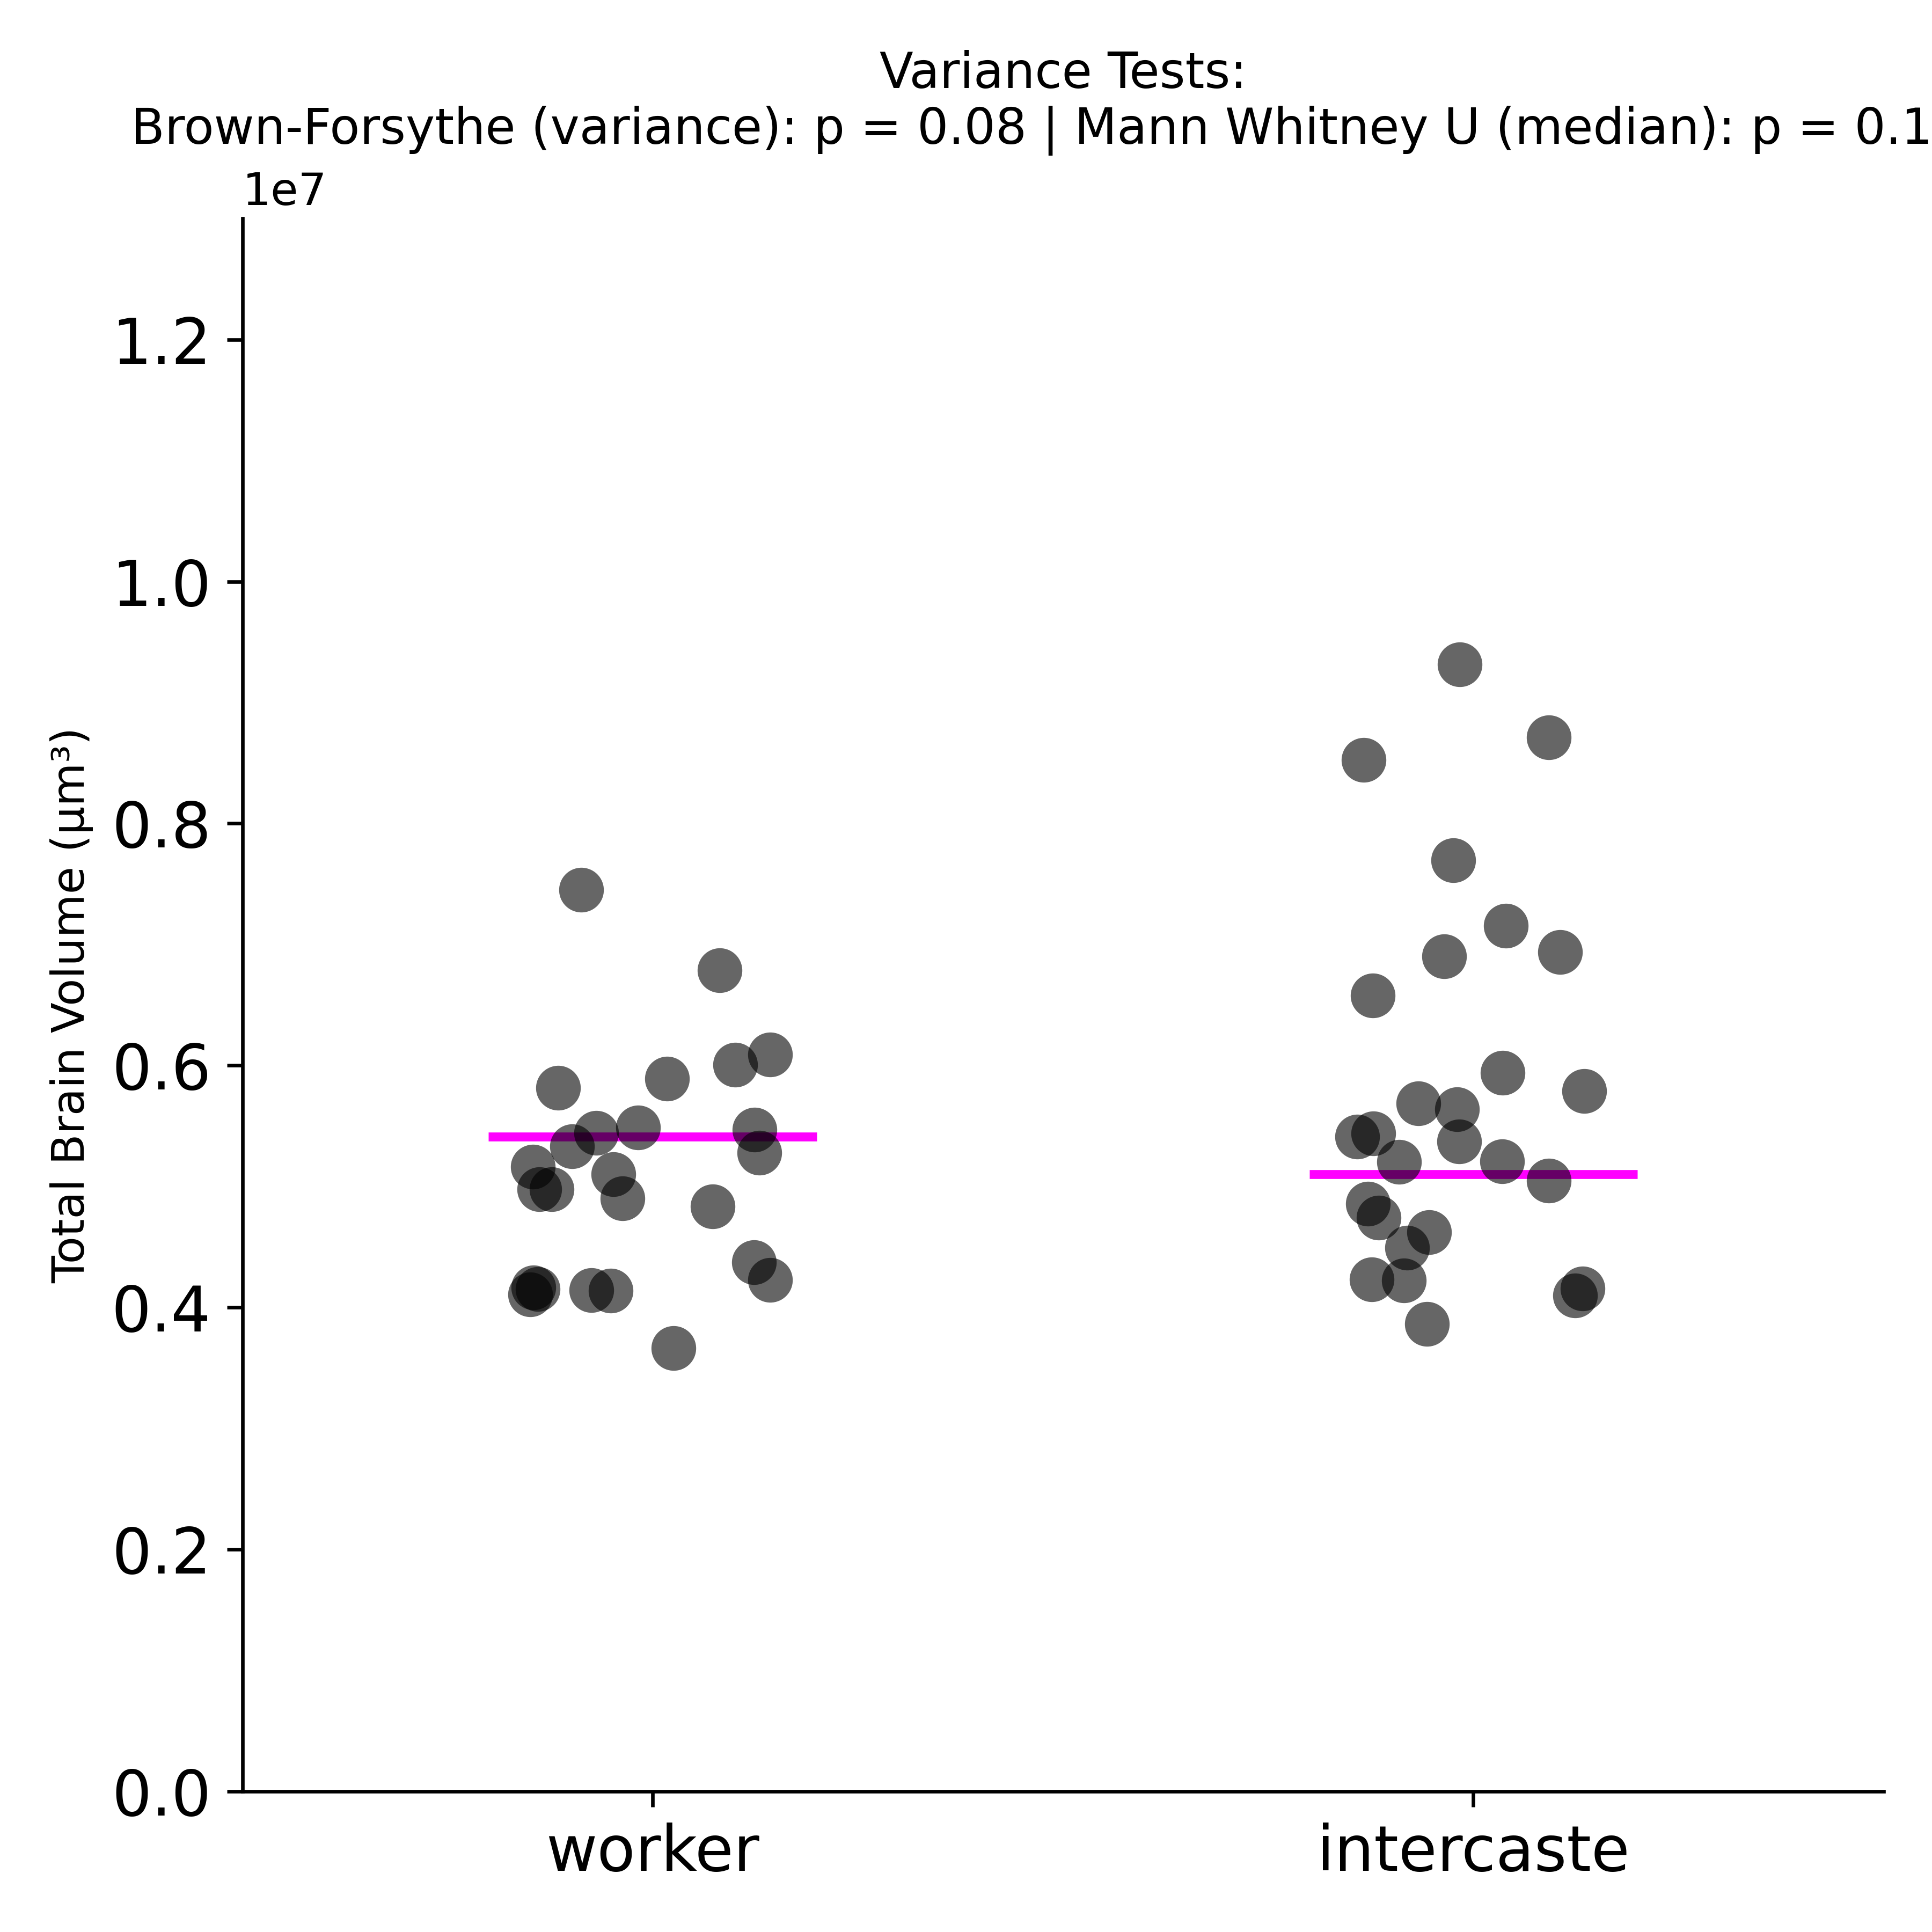 Variance Tests:
Brown-Forsythe (variance): p = 0.08 | Mann Whitney U (median): p = 0.1
1e7
1.2
1.0
0.8
0.6
0.4
0.2
0.0
Total Brain Volume (µm³)
worker intercaste